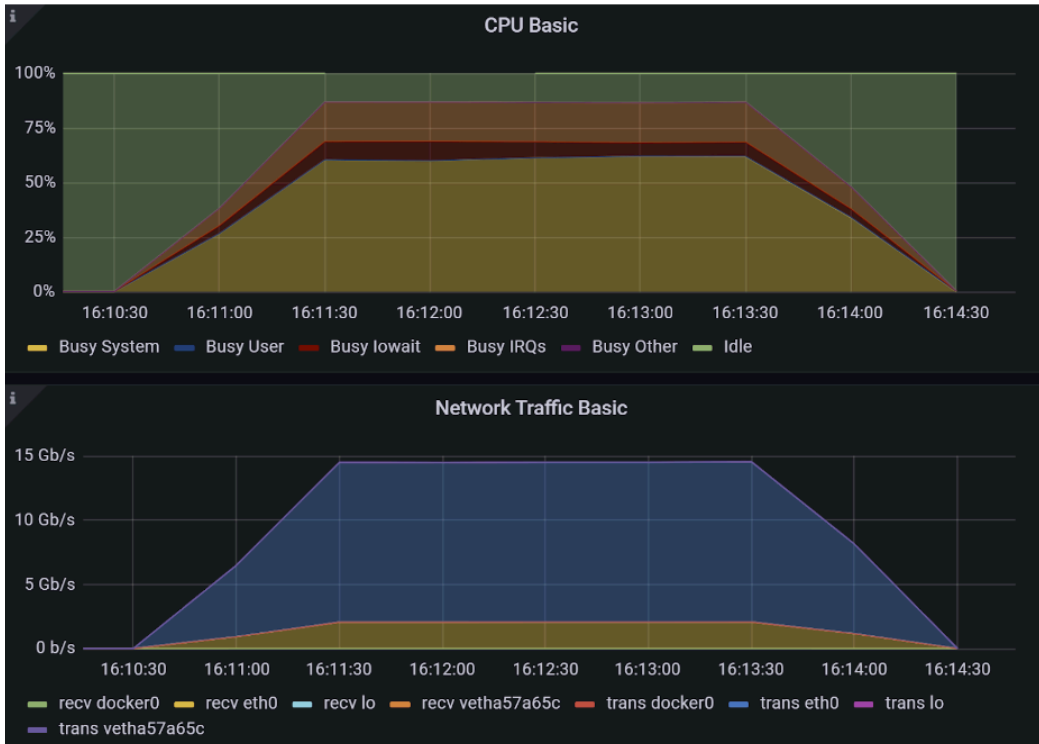 CPU Basic
100%
75%
50%
25%
0%
16:10:30 16:11:00 16:11:30 16:12:00 16:12:30 16:13:00 16:13:30 16:14:00 16:14:30
Busy System Busy User Busy Iowait Busy IRQs Busy Other Idle
Network Traffic Basic
15 Gb/s
10 Gb/s
5 Gb/s
0 b/s
16:10:30 16:11:00 16:11:30 16:12:00 16:12:30 16:13:00 16:13:30 16:14:00 16:14:30
recv docker0 recv eth0 recv lo recv vetha57a65c trans docker0 trans eth0 trans lo
trans vetha57a65c